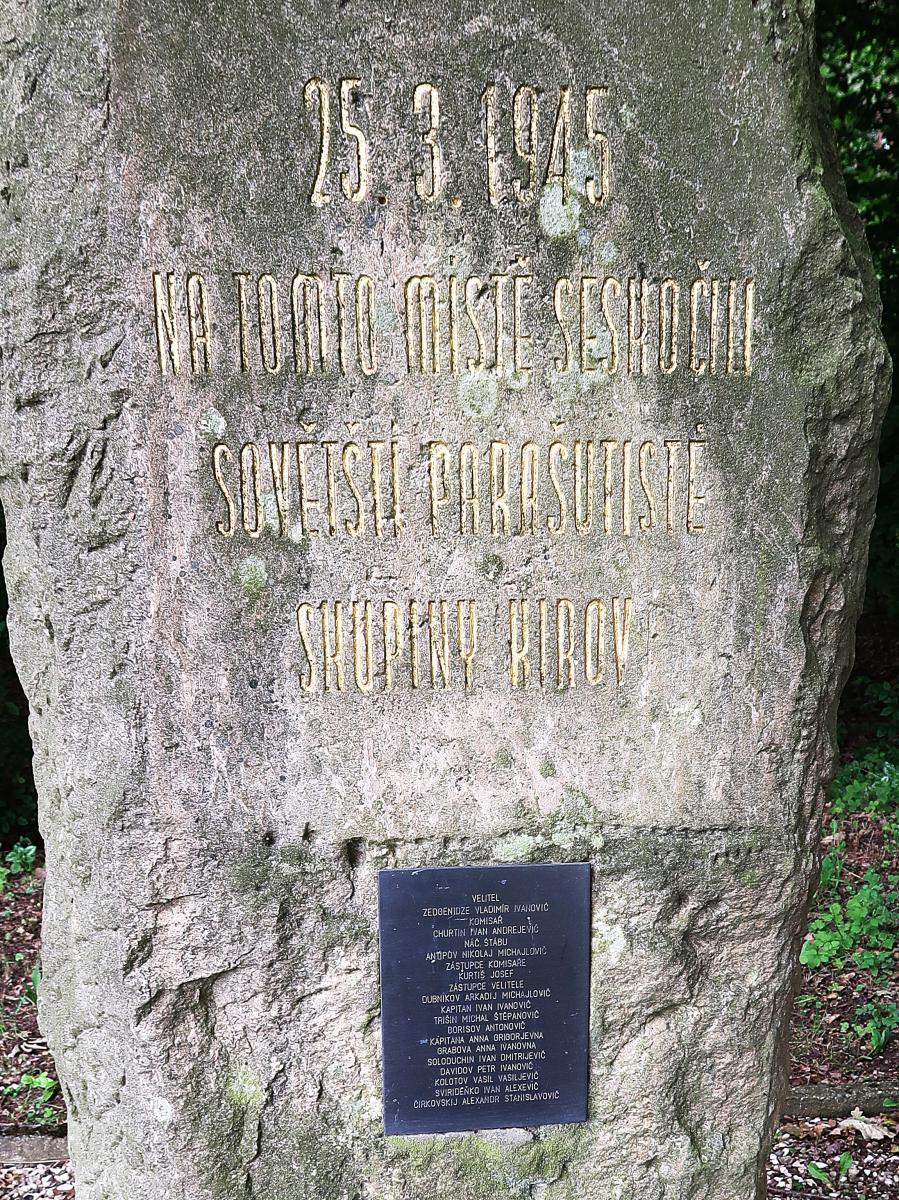 25. 3. 1945
NA TOMTO MÍSTĚ SESKOČILI
SOVĚTŠTÍ PARAŠUTISTÉ
SKUPINY KIROV
VELITEL
ZEDGENIDZE VLADIMÍR IVANOVIČ
KOMISAŘ
CHURTIN IVAN ANDREJEVIČ
NÁČ. ŠTÁBU
ANTIPOV NIKOLAJ MICHAJLOVIČ
ZÁSTUPCE KOMISAŘE
KURTIŠ JOSEF
ZÁSTUPCE VELITELE
DUBNIKOV ARKADIJ MICHAJLOVIČ
KAPITAN IVAN IVANOVIČ
TRIŠIN MICHAL ŠTĚPANOVIČ
BORISOV ANTONOVIČ
KAPITANA ANNA GRIGORJEVNA
GRABOVA ANNA IVANOVNA
SOLODUCHIN IVAN DMITRIJEVIČ
DAVIDOV PETR IVANOVIČ
KOLOTOV VASIL VASILJEVIČ
SVIRIDĚNKO IVAN ALEXEVIČ
ČIRKOVSKIJ ALEXANDR STANISLAVOVIČ